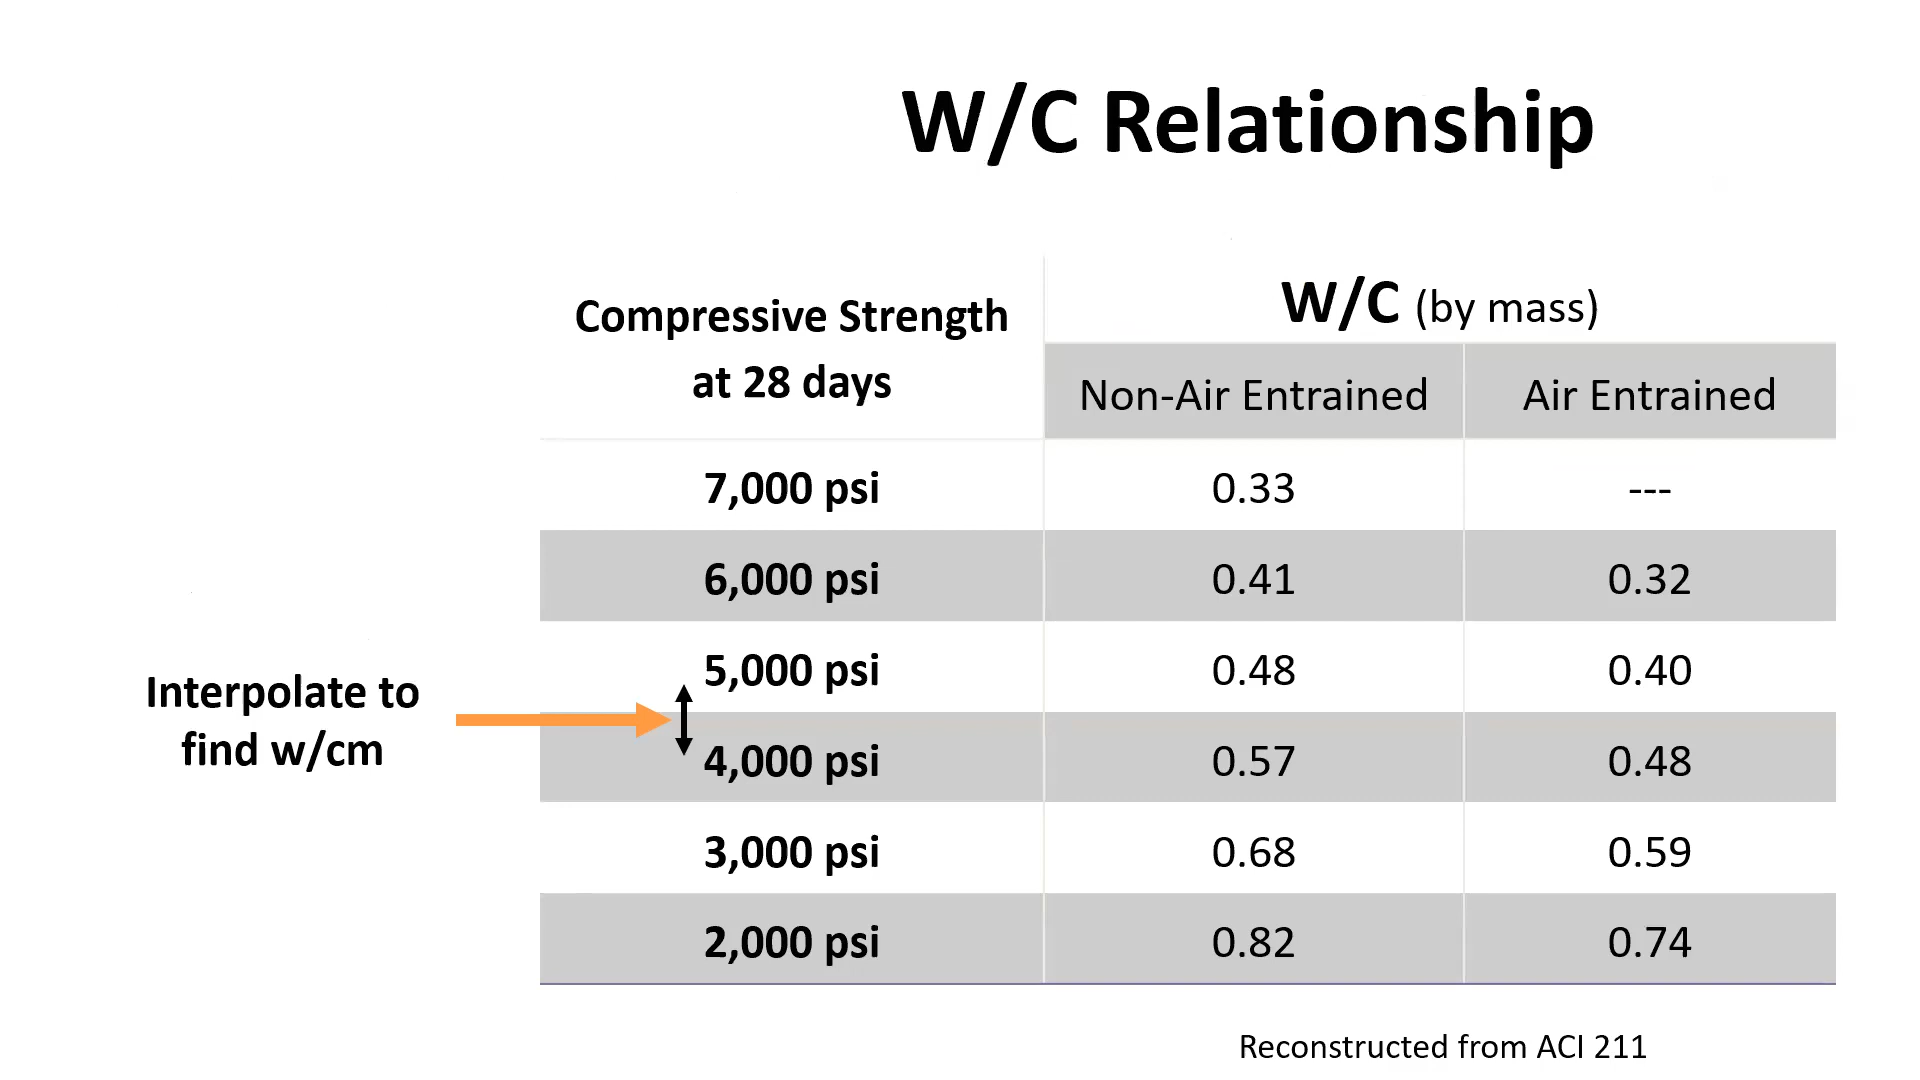 W/C Relationship
Compressive Strength
at 28 days
W/C (by mass)
Non-Air Entrained Air Entrained
7,000 psi 0.33 ---
6,000 psi 0.41 0.32
5,000 psi 0.48 0.40
Interpolate to
find w/cm
4,000 psi 0.57 0.48
3,000 psi 0.68 0.59
2,000 psi 0.82 0.74
Reconstructed from ACI 211